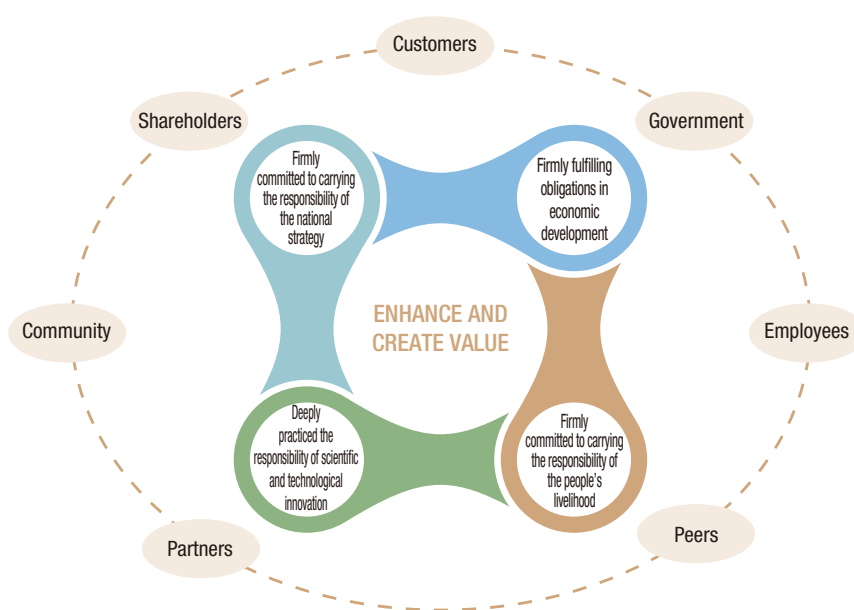 Customers
Shareholders
Government
Firmly
committed to carrying
the responsibility of
the national
strategy
Firmly fulfilling
obligations in
economic
development
Community
ENHANCE AND
CREATE VALUE
Employees
Deeply
practiced the
responsibility of scientific
and technological
innovation
Firmly
committed to carrying
the responsibility of
the people's
livelihood
Partners
Peers